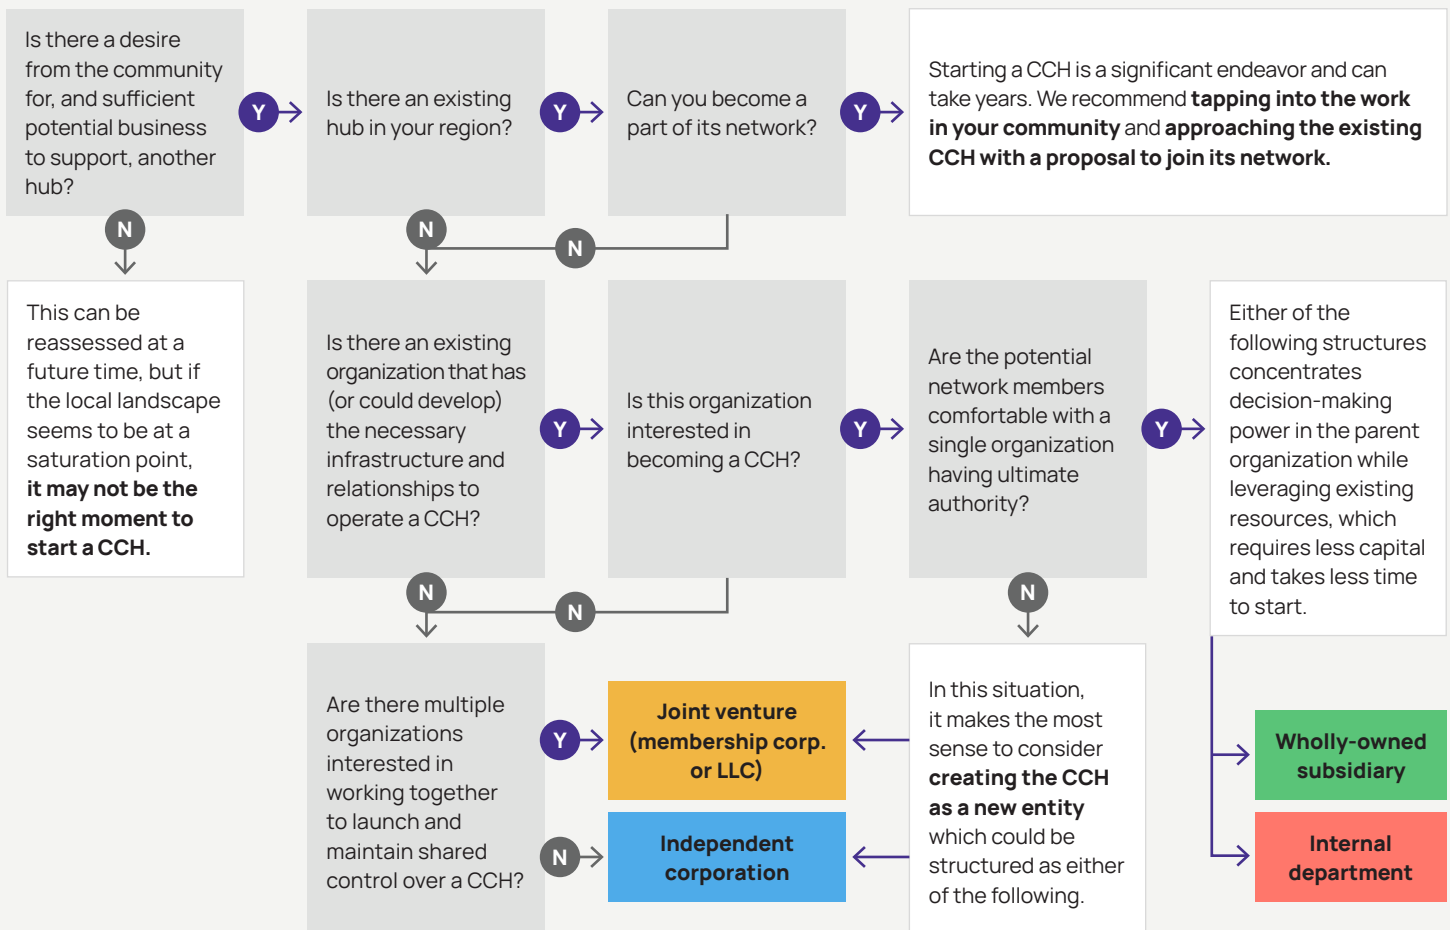 Is there a desire
from the community
for, and sufficient
potential business
to support, another
hub?
Y
Is there an existing
hub in your region?
Y
Can you become a
part of its network?
Y
Starting a CCH is a significant endeavor and can
take years. We recommend tapping into the work
in your community and approaching the existing
CCH with a proposal to join its network.
N
N
N
This can be
reassessed at a
future time, but if
the local landscape
seems to be at a
saturation point,
it may not be the
right moment to
start a CCH.
Is there an existing
organization that has
(or could develop)
the necessary
infrastructure and
relationships to
operate a CCH?
Y
Is this organization
interested in
becoming a CCH?
Y
Are the potential
network members
comfortable with a
single organization
having ultimate
authority?
Y
Either of the
following structures
concentrates
decision-making
power in the parent
organization while
leveraging existing
resources, which
requires less capital
and takes less time
to start.
N
N
N
Are there multiple
organizations
interested in
working together
to launch and
maintain shared
control over a CCH?
Y
Joint venture
(membership corp.
or LLC)
N
Independent
corporation
In this situation,
it makes the most
sense to consider
creating the CCH
as a new entity
which could be
structured as either
of the following.
Wholly-owned
subsidiary
Internal
department